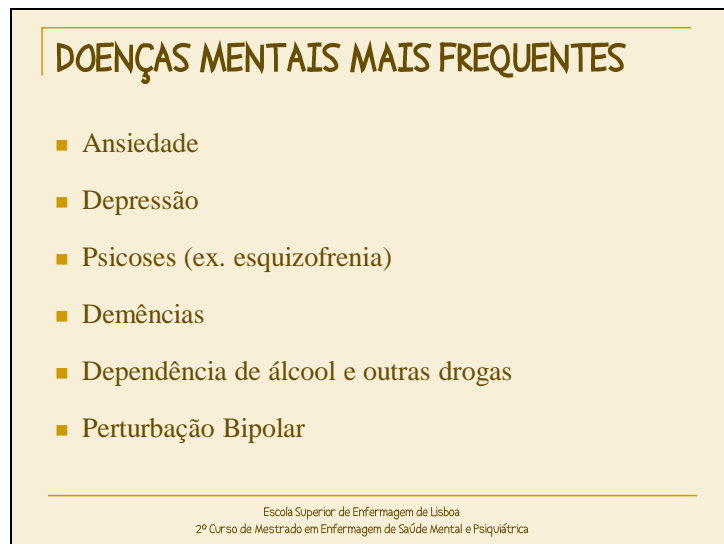 DOENÇAS MENTAIS MAIS FREQUENTES
Ansiedade
Depressão
Psicoses (ex. esquizofrenia)
Demências
Dependência de álcool e outras drogas
Perturbação Bipolar
Escola Superior de Enfermagem de Lisboa
2º Curso de Mestrado em Enfermagem de Saúde Mental e Psiquiátrica